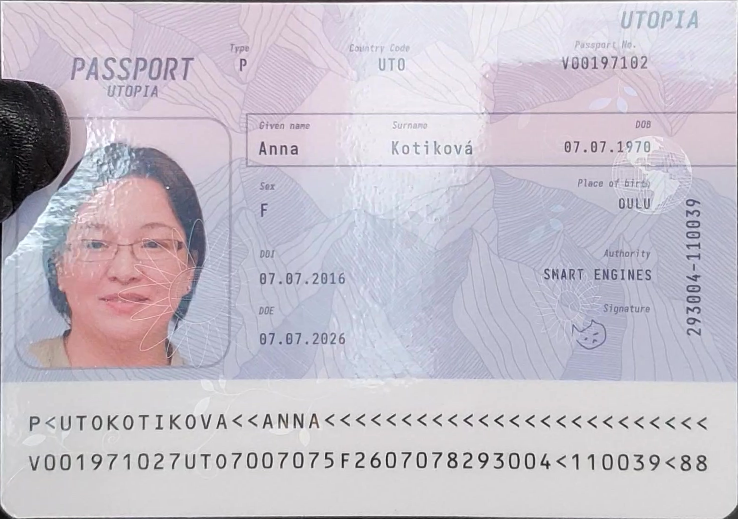 UTOPIA
Type Country Code Passport No.
PASSPORT P UTO V00197102
UTOPIA
Given name Surname DOB
Anna Kotiková 07.07.1970
Sex Place of birth
F OULU
DOI Authority
07.07.2016 SMART ENGINES
DOE Signature
07.07.2026
293004-110039
P<UTOKOTIKOVA<<ANNA<<<<<<<<<<<<<<<<<<<<<<<<<
V001971027UTO7007075F2607078293004<110039<88